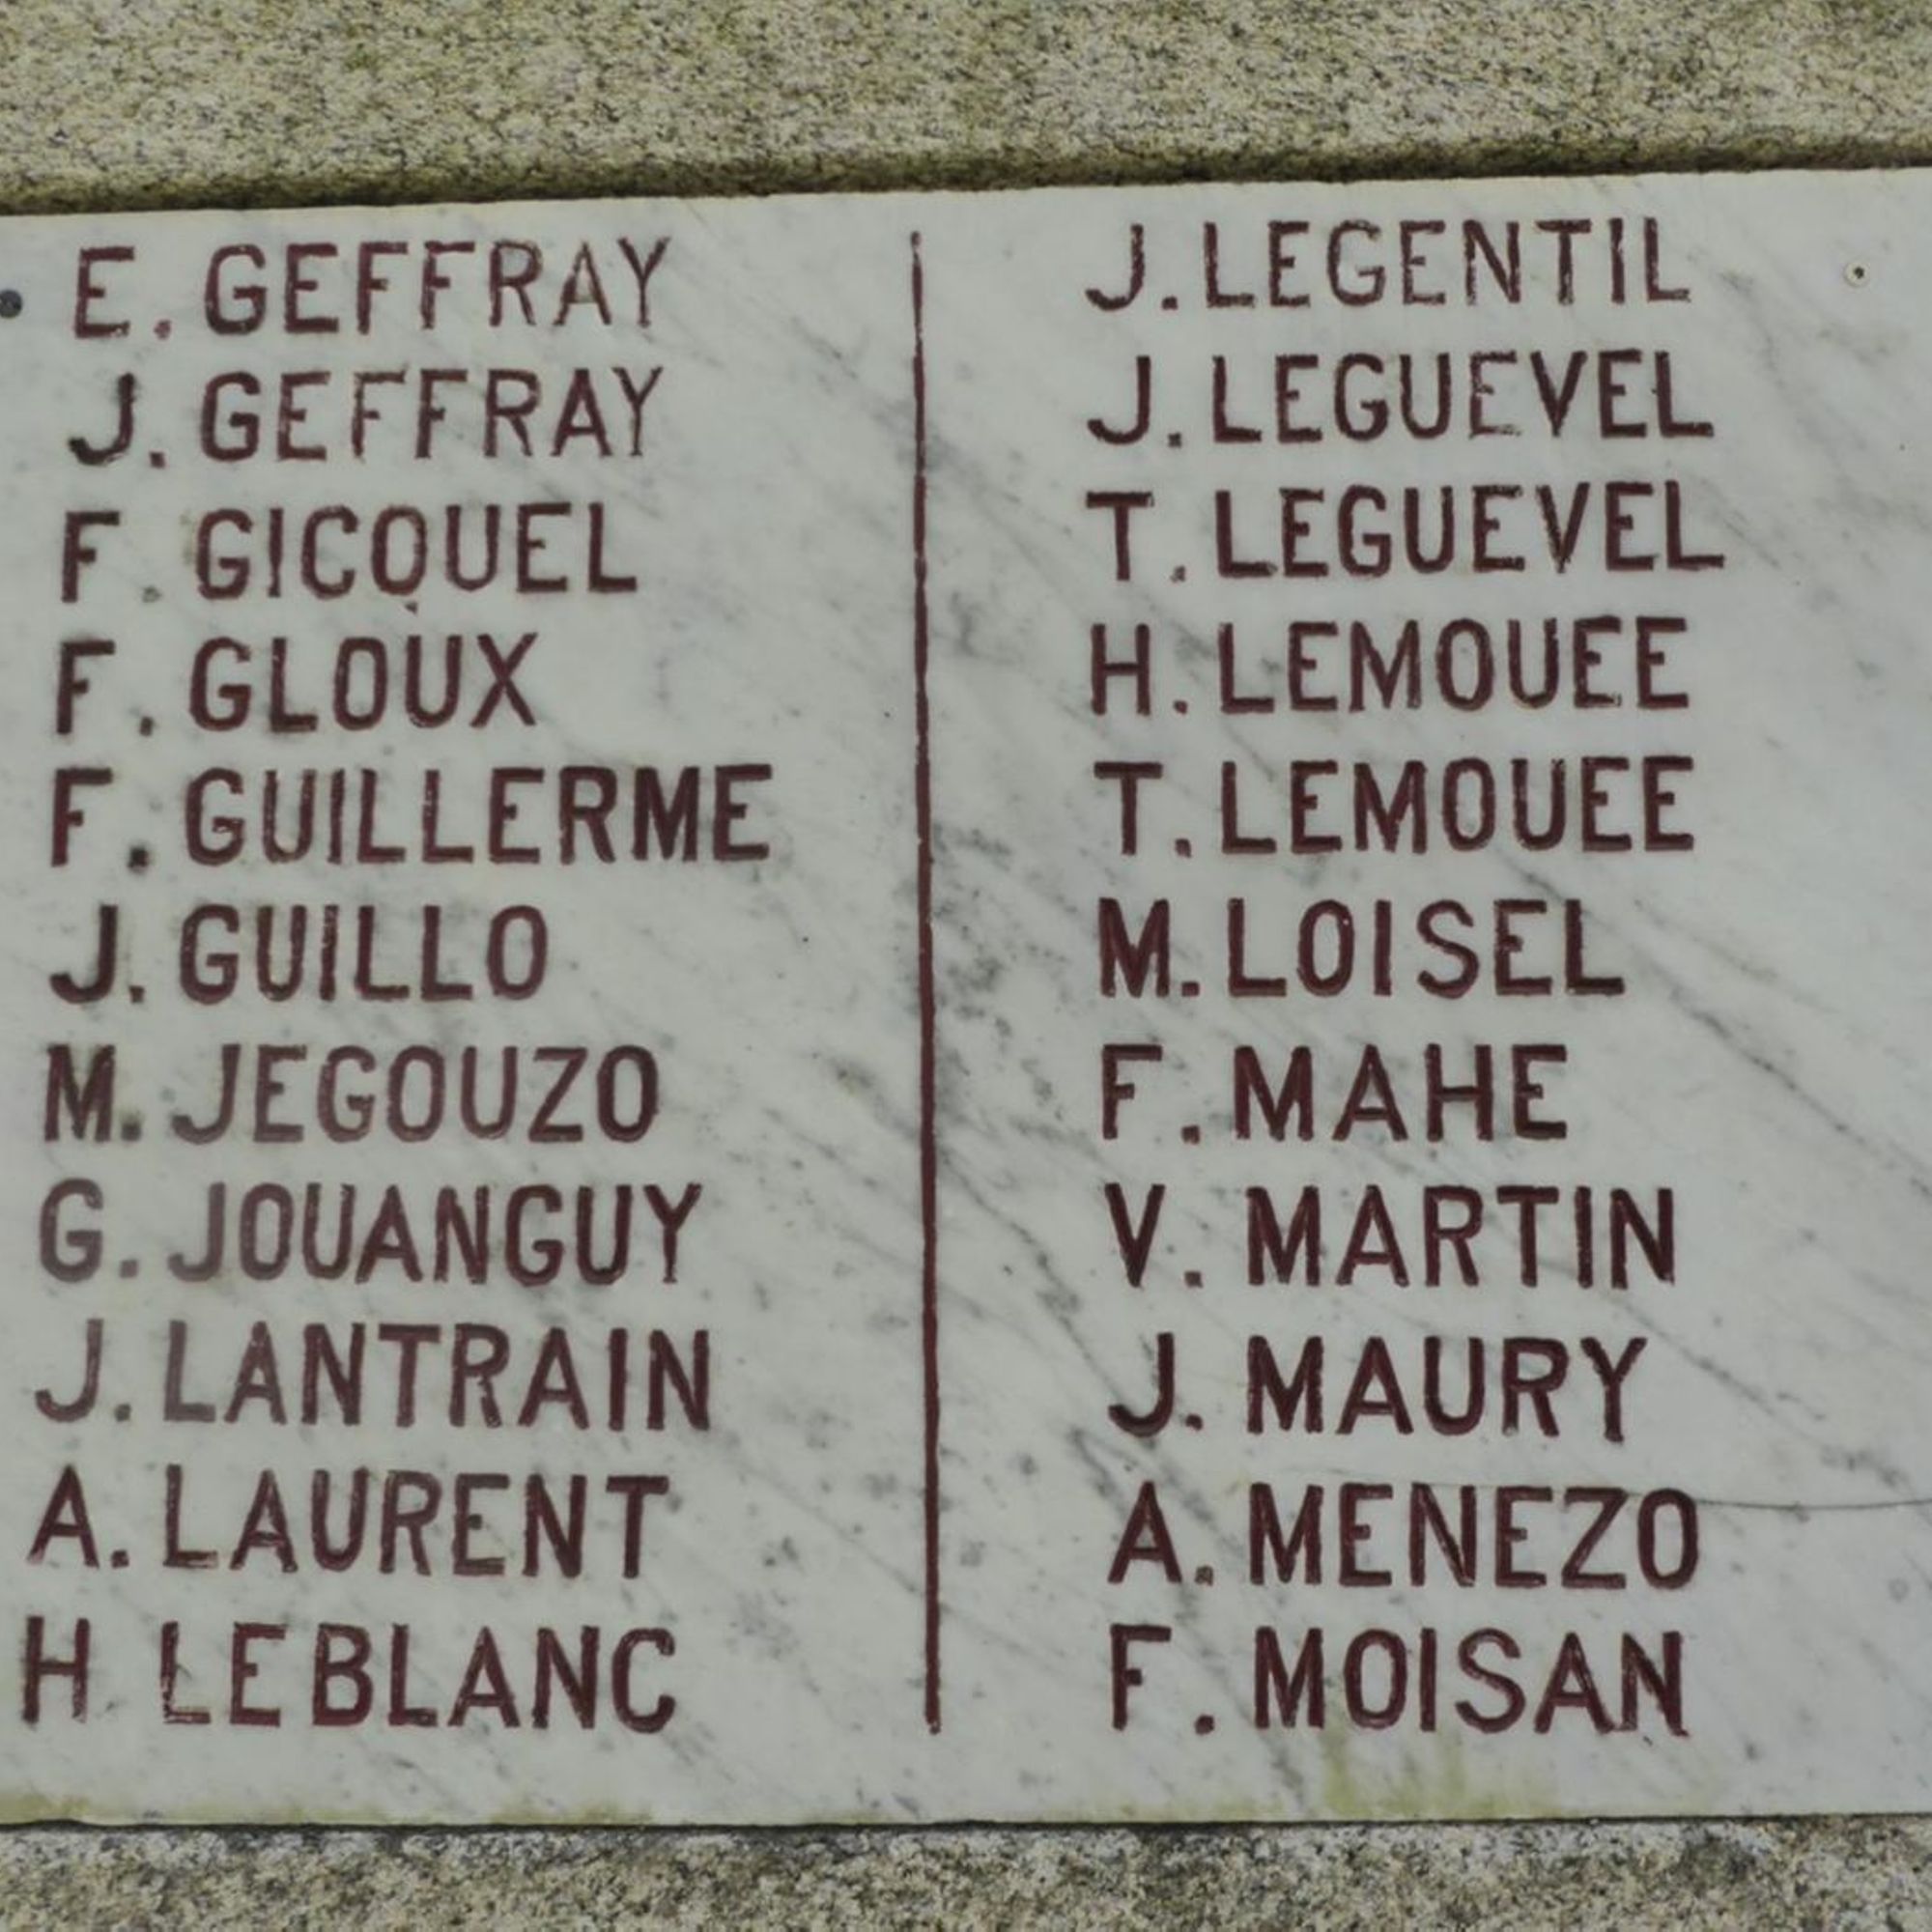 E. GEFFRAY
J. GEFFRAY
F. GICQUEL
F. GLOUX
F. GUILLERME
J. GUILLO
M. JEGOUZO
G. JOUANGUY
J. LANTRAIN
A. LAURENT
H LEBLANC
J. LEGENTIL
J. LEGUEVEL
T. LEGUEVEL
H. LEMOUEE
T. LEMOUEE
M. LOISEL
F. MAHE
V. MARTIN
J. MAURY
A. MENEZO
F. MOISAN